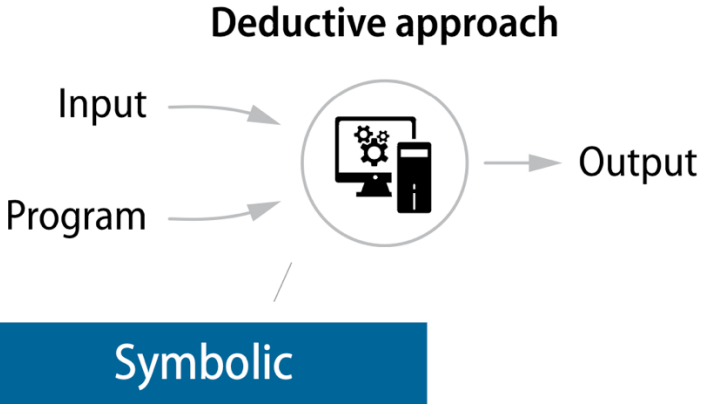 Deductive approach
Input
Output
Program
Symbolic